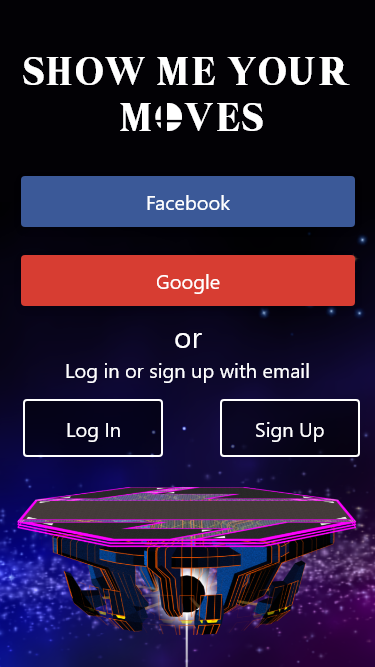 SHOW ME YOUR
MOVES
Facebook
Google
or
Log in or sign up with email
Log In
Sign Up